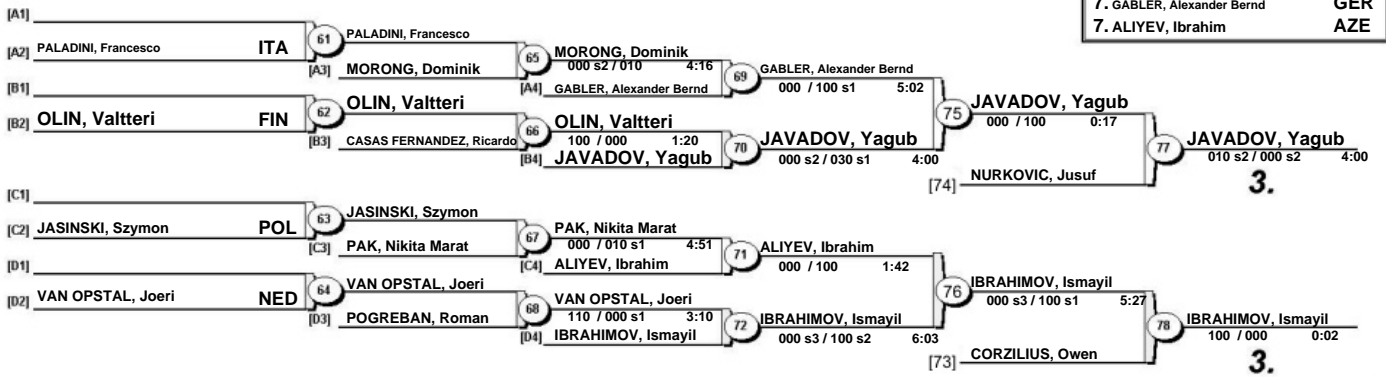 7. GABLER, Alexander Bernd GER
7. ALIYEV, Ibrahim AZE
[A1]
[A2] PALADINI, Francesco ITA
61
PALADINI, Francesco
[A3] MORONG, Dominik
65
MORONG, Dominik
000 s2 / 010 4:16
[A4] GABLER, Alexander Bernd
69
GABLER, Alexander Bernd
000 / 100 s1 5:02
[B1]
[B2] OLIN, Valtteri FIN
62
OLIN, Valtteri
[B3] CASAS FERNANDEZ, Ricardo
66
OLIN, Valtteri
100 / 000 1:20
[B4] JAVADOV, Yagub
70
JAVADOV, Yagub
000 s2 / 030 s1 4:00
75
JAVADOV, Yagub
000 / 100 0:17
[74] NURKOVIC, Jusuf
77
JAVADOV, Yagub
010 s2 / 000 s2 4:00
3.
[C1]
[C2] JASINSKI, Szymon POL
63
JASINSKI, Szymon
[C3] PAK, Nikita Marat
67
PAK, Nikita Marat
000 / 010 s1 4:51
[C4] ALIYEV, Ibrahim
71
ALIYEV, Ibrahim
000 / 100 1:42
[D1]
[D2] VAN OPSTAL, Joeri NED
64
VAN OPSTAL, Joeri
[D3] POGREBAN, Roman
68
VAN OPSTAL, Joeri
110 / 000 s1 3:10
[D4] IBRAHIMOV, Ismayil
72
IBRAHIMOV, Ismayil
000 s3 / 100 s2 6:03
76
IBRAHIMOV, Ismayil
000 s3 / 100 s1 5:27
[73] CORZILIUS, Owen
78
IBRAHIMOV, Ismayil
100 / 000 0:02
3.